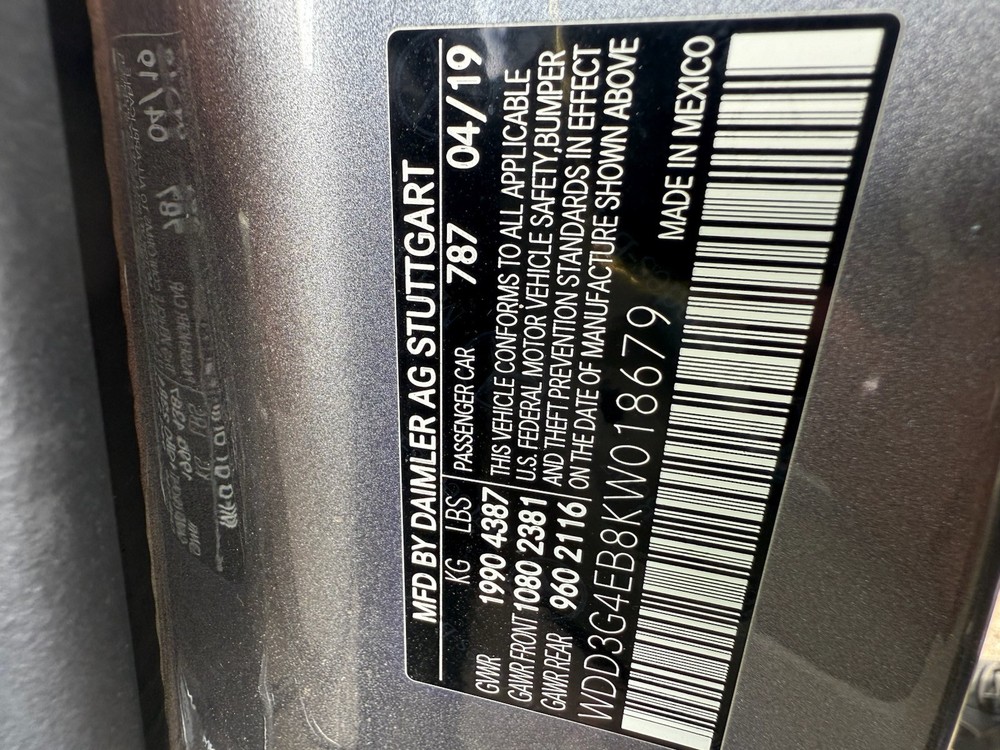 MFD BY DAIMLER AG STUTTGART
KG LBS PASSENGER CAR 787 04/19
GVWR 1990 4387 THIS VEHICLE CONFORMS TO ALL APPLICABLE
GAWR FRONT 1080 2381 U.S. FEDERAL MOTOR VEHICLE SAFETY,BUMPER
GAWR REAR 960 2116 AND THEFT PREVENTION STANDARDS IN EFFECT
ON THE DATE OF MANUFACTURE SHOWN ABOVE
WDD3G4EB8KW018679 MADE IN MEXICO